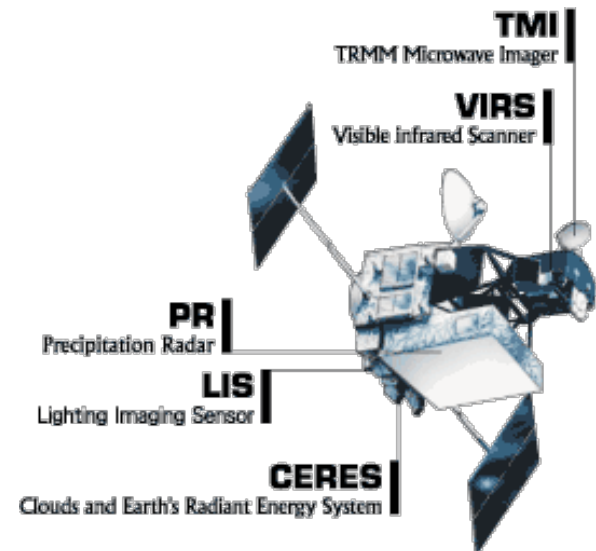 TMI
TRMM Microwave Imager
VIRS
Visible infrared Scanner
PR
Precipitation Radar
LIS
Lighting Imaging Sensor
CERES
Clouds and Earth's Radiant Energy System